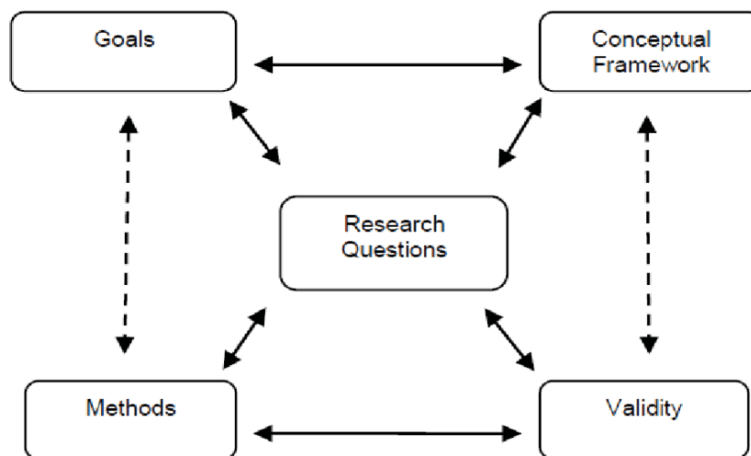 Goals
Conceptual
Framework
Research
Questions
Methods
Validity